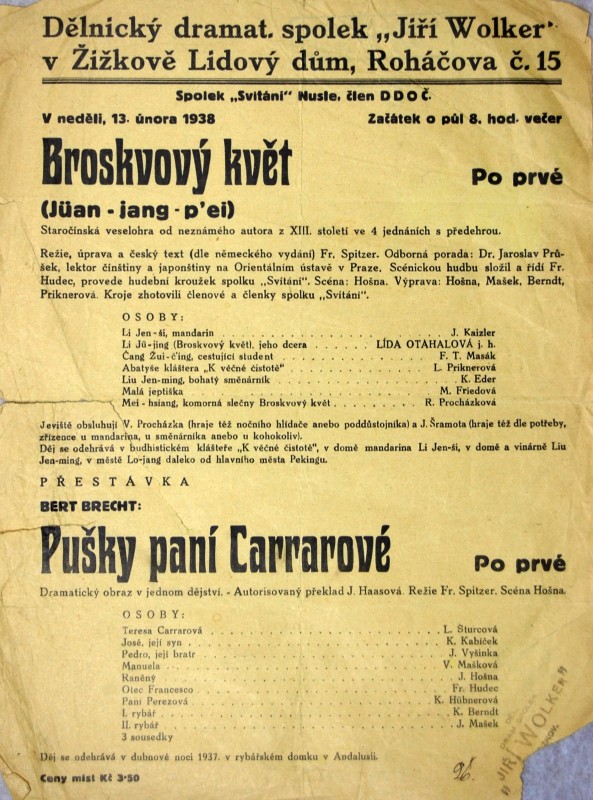 Dělnický dramat. spolek „Jiří Wolker"
v Žižkově Lidový dům, Roháčova č. 15
Spolek „Svítání" Nusle, člen DDOČ.
V neděli, 13. února 1938 Začátek o půl 8. hod. večer
Broskvový květ Po prvé
(Jüan - jang - p'ei)
Staročínská veselohra od neznámého autora z XIII. století ve 4 jednáních s předehrou.
Režie, úprava a český text (dle německého vydání) Fr. Spitzer. Odborná porada: Dr. Jaroslav Prů-
šek, lektor čínštiny a japonštiny na Orientálním ústavě v Praze. Scénickou hudbu složil a řídí Fr.
Hudec, provede hudební kroužek spolku „Svítání". Scéna: Hošna. Výprava: Hošna, Mašek, Berndt,
Priknerová. Kroje zhotovili členové a členky spolku „Svítání".
OSOBY:
Li Jen-ši, mandarin . . . . . J. Kaizler
Li Jü-jing (Broskvový květ), jeho dcera . . . . . LÍDA OTÁHALOVÁ j. h.
Čang Žui-č'ing, cestující student . . . . . F. T. Masák
Abatyše kláštera „K věčné čistotě" . . . . . L. Priknerová
Liu Jen-ming, bohatý směnárník . . . . . K. Eder
Malá jeptiška . . . . . M. Friedová
Mei-hsiang, komorná slečny Broskvový květ . . . . . R. Procházková
Jeviště obsluhují V. Procházka (hraje též nočního hlídače anebo poddůstojníka) a J. Šramota (hraje též dle potřeby,
zřízence u mandarina, u směnárníka anebo u kohokoliv).
Děj se odehrává v budhistickém klášteře „K věčné čistotě", v domě mandarina Li Jen-ši, v domě a vinárně Liu
Jen-ming, v městě Lo-jang daleko od hlavního města Pekingu.
PŘESTÁVKA
BERT BRECHT:
Pušky paní Carrarové Po prvé
Dramatický obraz v jednom dějství. - Autorisovaný překlad J. Haasová. Režie Fr. Spitzer. Scéna Hošna.
OSOBY:
Teresa Carrarová . . . . . L. Šturcová
José, její syn . . . . . K. Kabíček
Pedro, její bratr . . . . . J. Vyšinka
Manuela . . . . . V. Mašková
Raněný . . . . . J. Hošna
Otec Francesco . . . . . Fr. Hudec
Paní Perezová . . . . . K. Hübnerová
I. rybář . . . . . K. Berndt
II. rybář . . . . . J. Mašek
3 sousedky
Děj se odehrává v dubnové noci 1937. v rybářském domku v Andalusii.
Ceny míst Kč 3·50
„JIŘÍ WOLKER"